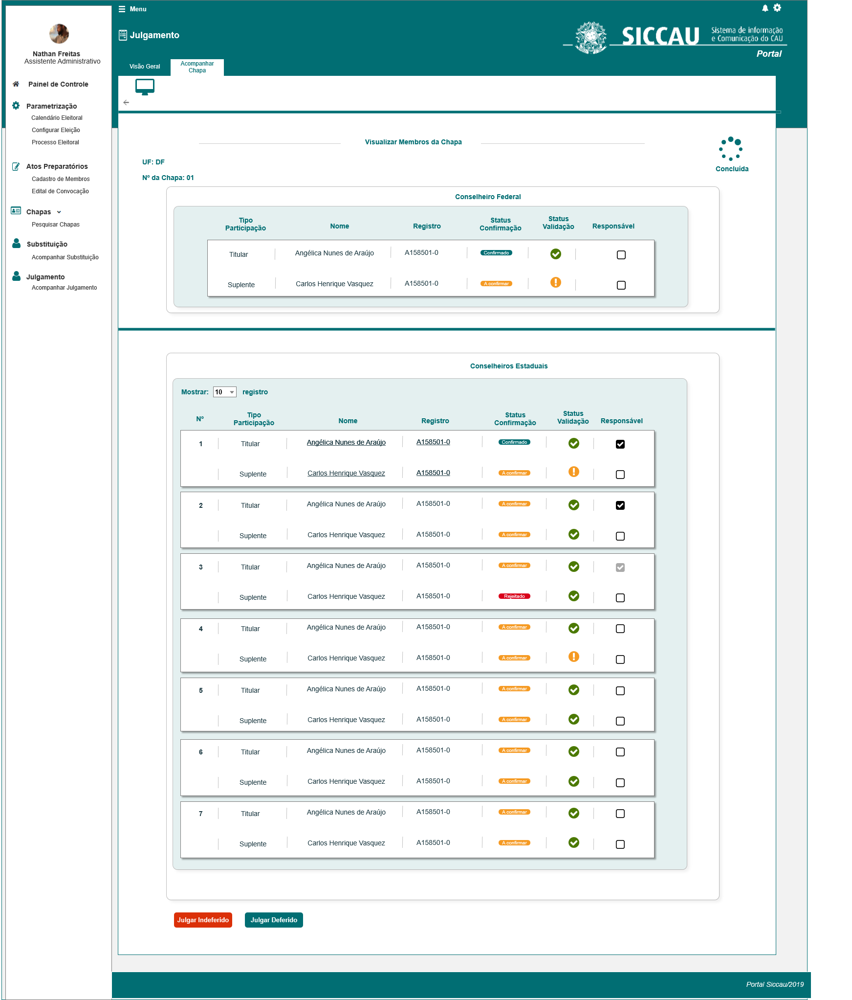 Menu
Julgamento
SICCAU
Sistema de informação
e Comunicação do CAU
Portal
Visão Geral
Acompanhar
Chapa
Nathan Freitas
Assistente Administrativo
Painel de Controle
Parametrização
Calendário Eleitoral
Configurar Eleição
Processo Eleitoral
Atos Preparatórios
Cadastro de Membros
Edital de Convocação
Chapas
Pesquisar Chapas
Substituição
Acompanhar Substituição
Julgamento
Acompanhar Julgamento
Visualizar Membros da Chapa
Concluída
UF: DF
Nº da Chapa: 01
Conselheiro Federal
Tipo Participação Nome Registro Status Confirmação Status Validação Responsável
Titular Angélica Nunes de Araújo A158501-0 Confirmado
Suplente Carlos Henrique Vasquez A158501-0 A confirmar
Conselheiros Estaduais
Mostrar: 10 registro
Nº Tipo Participação Nome Registro Status Confirmação Status Validação Responsável
1 Titular Angélica Nunes de Araújo A158501-0 Confirmado
Suplente Carlos Henrique Vasquez A158501-0 A confirmar
2 Titular Angélica Nunes de Araújo A158501-0 A confirmar
Suplente Carlos Henrique Vasquez A158501-0 A confirmar
3 Titular Angélica Nunes de Araújo A158501-0 A confirmar
Suplente Carlos Henrique Vasquez A158501-0 Rejeitado
4 Titular Angélica Nunes de Araújo A158501-0 A confirmar
Suplente Carlos Henrique Vasquez A158501-0 A confirmar
5 Titular Angélica Nunes de Araújo A158501-0 A confirmar
Suplente Carlos Henrique Vasquez A158501-0 A confirmar
6 Titular Angélica Nunes de Araújo A158501-0 A confirmar
Suplente Carlos Henrique Vasquez A158501-0 A confirmar
7 Titular Angélica Nunes de Araújo A158501-0 A confirmar
Suplente Carlos Henrique Vasquez A158501-0 A confirmar
Julgar Indeferido Julgar Deferido
Portal Siccau/2019